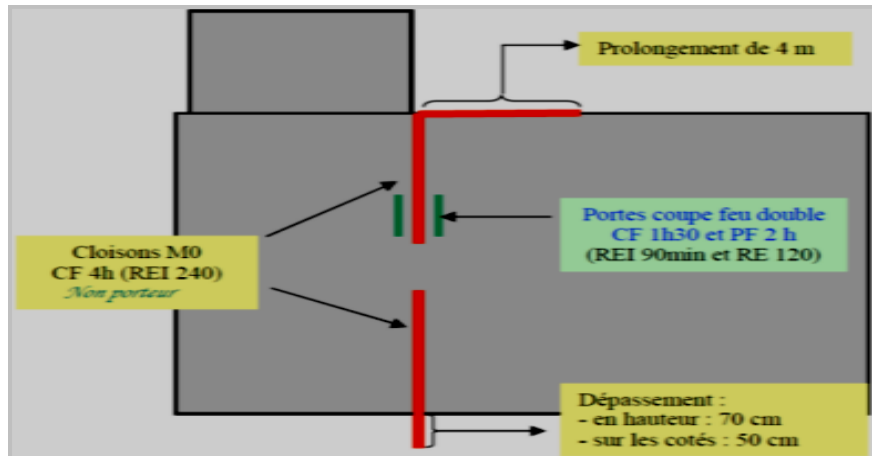 Prolongement de 4 m
Portes coupe feu double
CF 1h30 et PF 2 h
(REI 90min et RE 120)
Cloisons M0
CF 4h (REI 240)
Non porteur
Dépassement :
- en hauteur : 70 cm
- sur les cotés : 50 cm